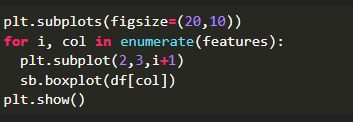 plt.subplots(figsize=(20,10))
for i, col in enumerate(features):
  plt.subplot(2,3,i+1)
  sb.boxplot(df[col])
plt.show()